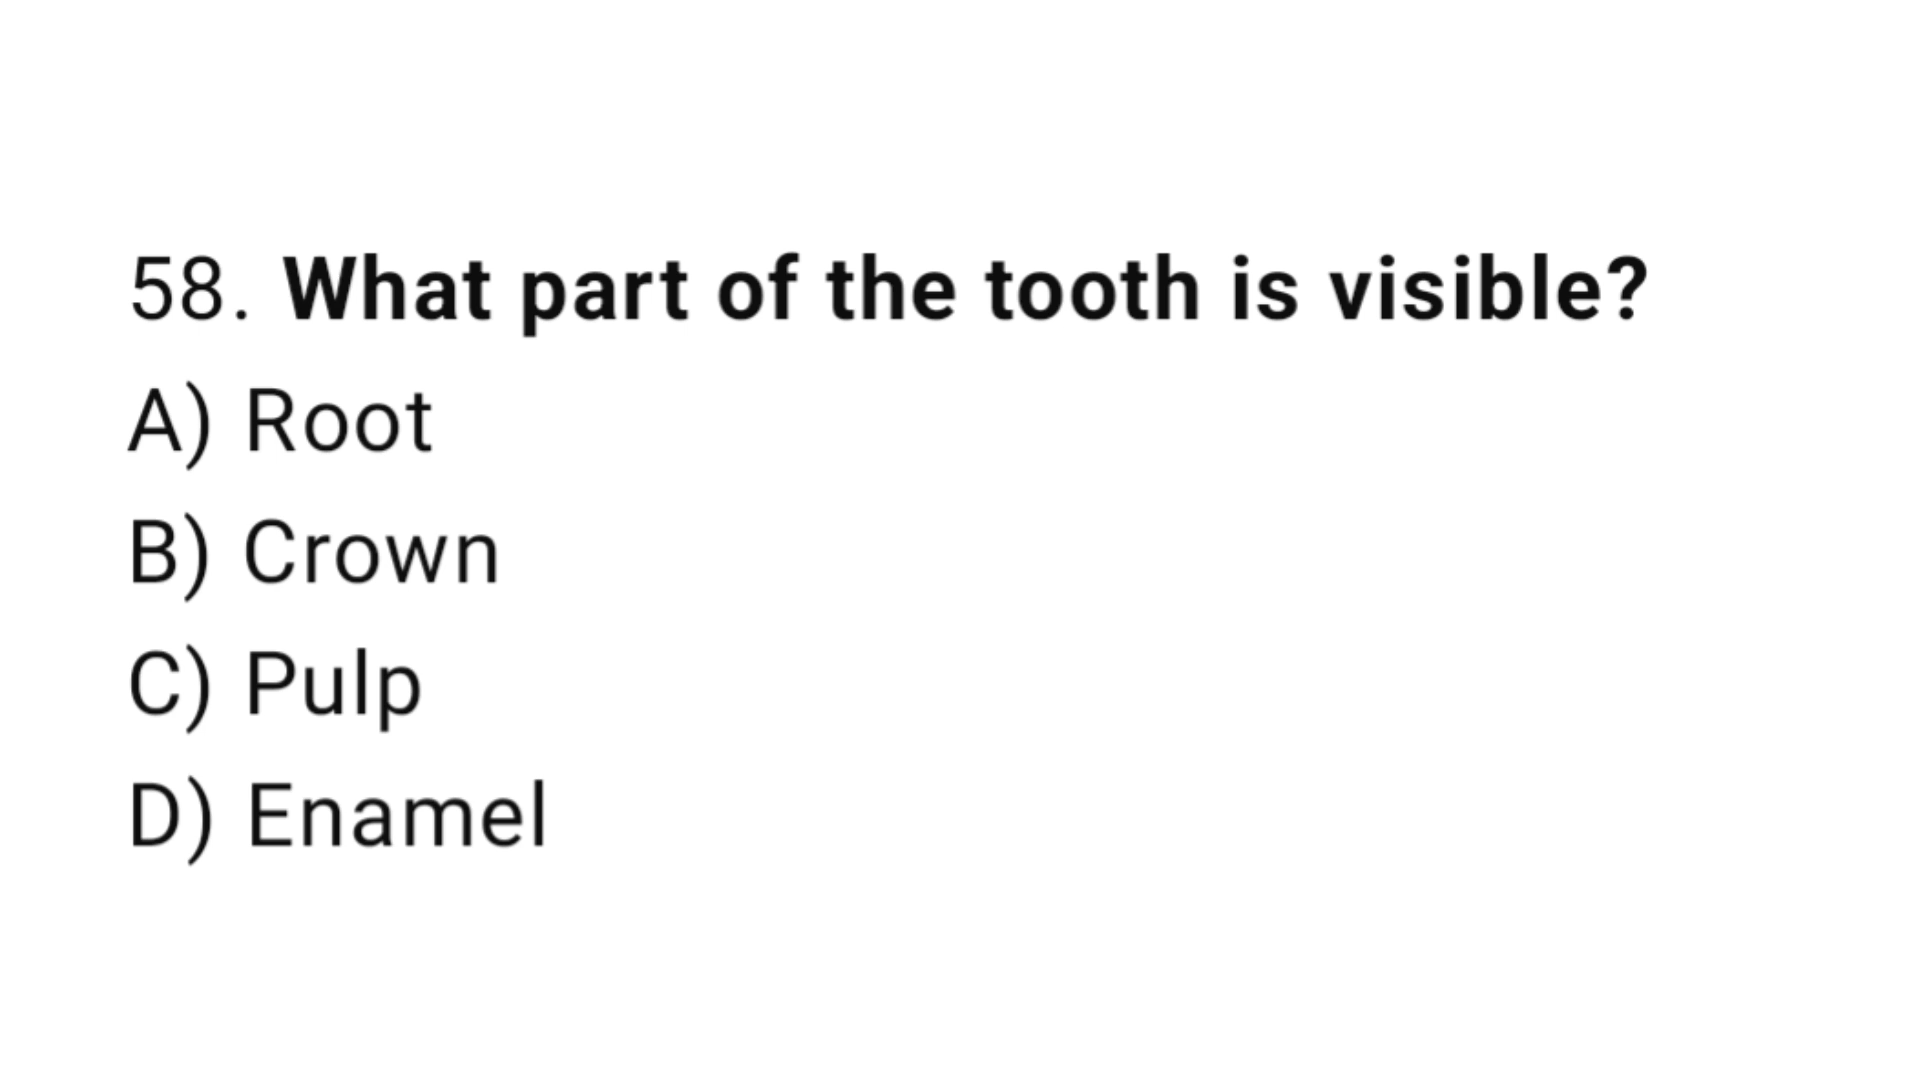 58. What part of the tooth is visible?
A) Root
B) Crown
C) Pulp
D) Enamel